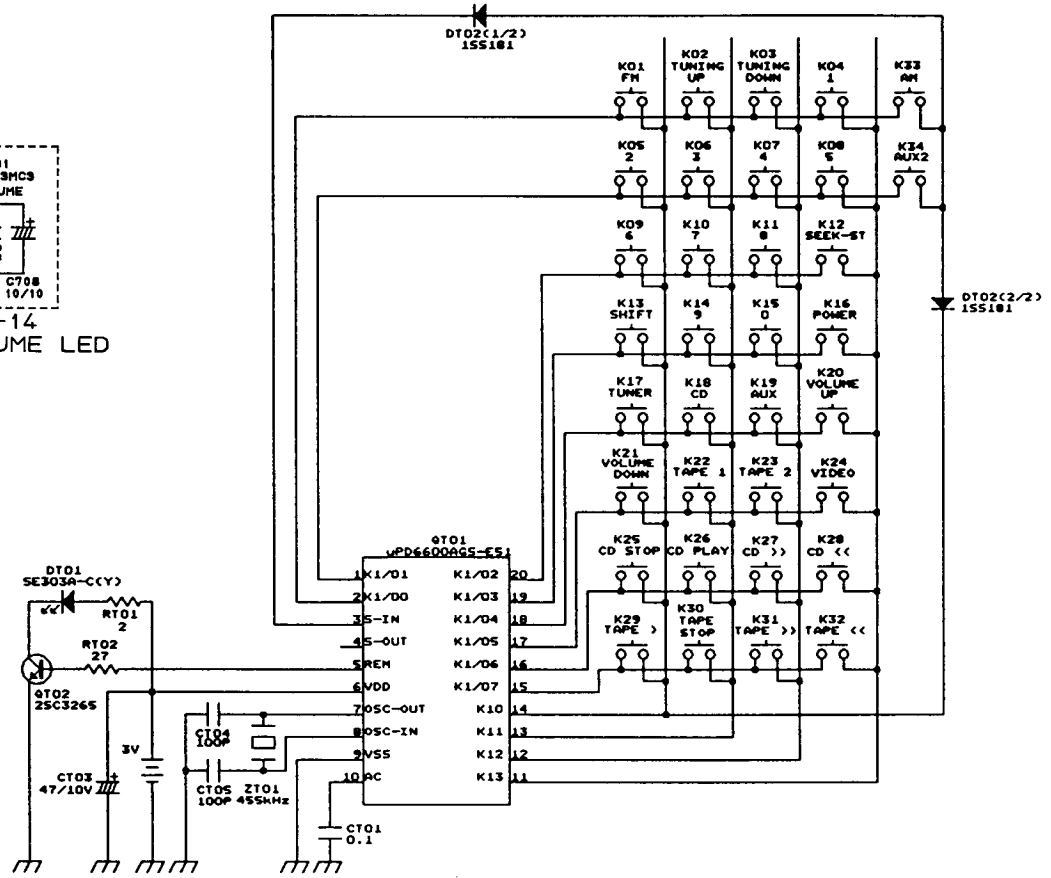 DT02(1/2)
1SS181
K01
FM
K02
TUNING
UP
K03
TUNING
DOWN
K04
1
K33
AM
K05
2
K06
3
K07
4
K08
5
K34
AUX2
K09
6
K10
7
K11
8
K12
SEEK-ST
C708
10/10
-14
UME LED
DT02(2/2)
1SS181
K13
SHIFT
K14
9
K15
0
K16
POWER
K17
TUNER
K18
CD
K19
AUX
K20
VOLUME
UP
K21
VOLUME
DOWN
K22
TAPE 1
K23
TAPE 2
K24
VIDEO
K25
CD STOP
K26
CD PLAY
K27
CD >>
K28
CD <<
K29
TAPE >
K30
TAPE
STOP
K31
TAPE >>
K32
TAPE <<
QT01
uPD6600AGS-E51
1 K1/01
2 K1/00
3 S-IN
4 S-OUT
5 REM
6 VDD
7 OSC-OUT
8 OSC-IN
9 VSS
10 AC
K1/02 20
K1/03 19
K1/04 18
K1/05 17
K1/06 16
K1/07 15
K10 14
K11 13
K12 12
K13 11
DT01
SE303A-C(Y)
RT01
2
RT02
27
QT02
2SC3265
3V
CT03
47/10V
CT04
100P
CT05
100P
ZT01
455kHz
CT01
0.1
+
+